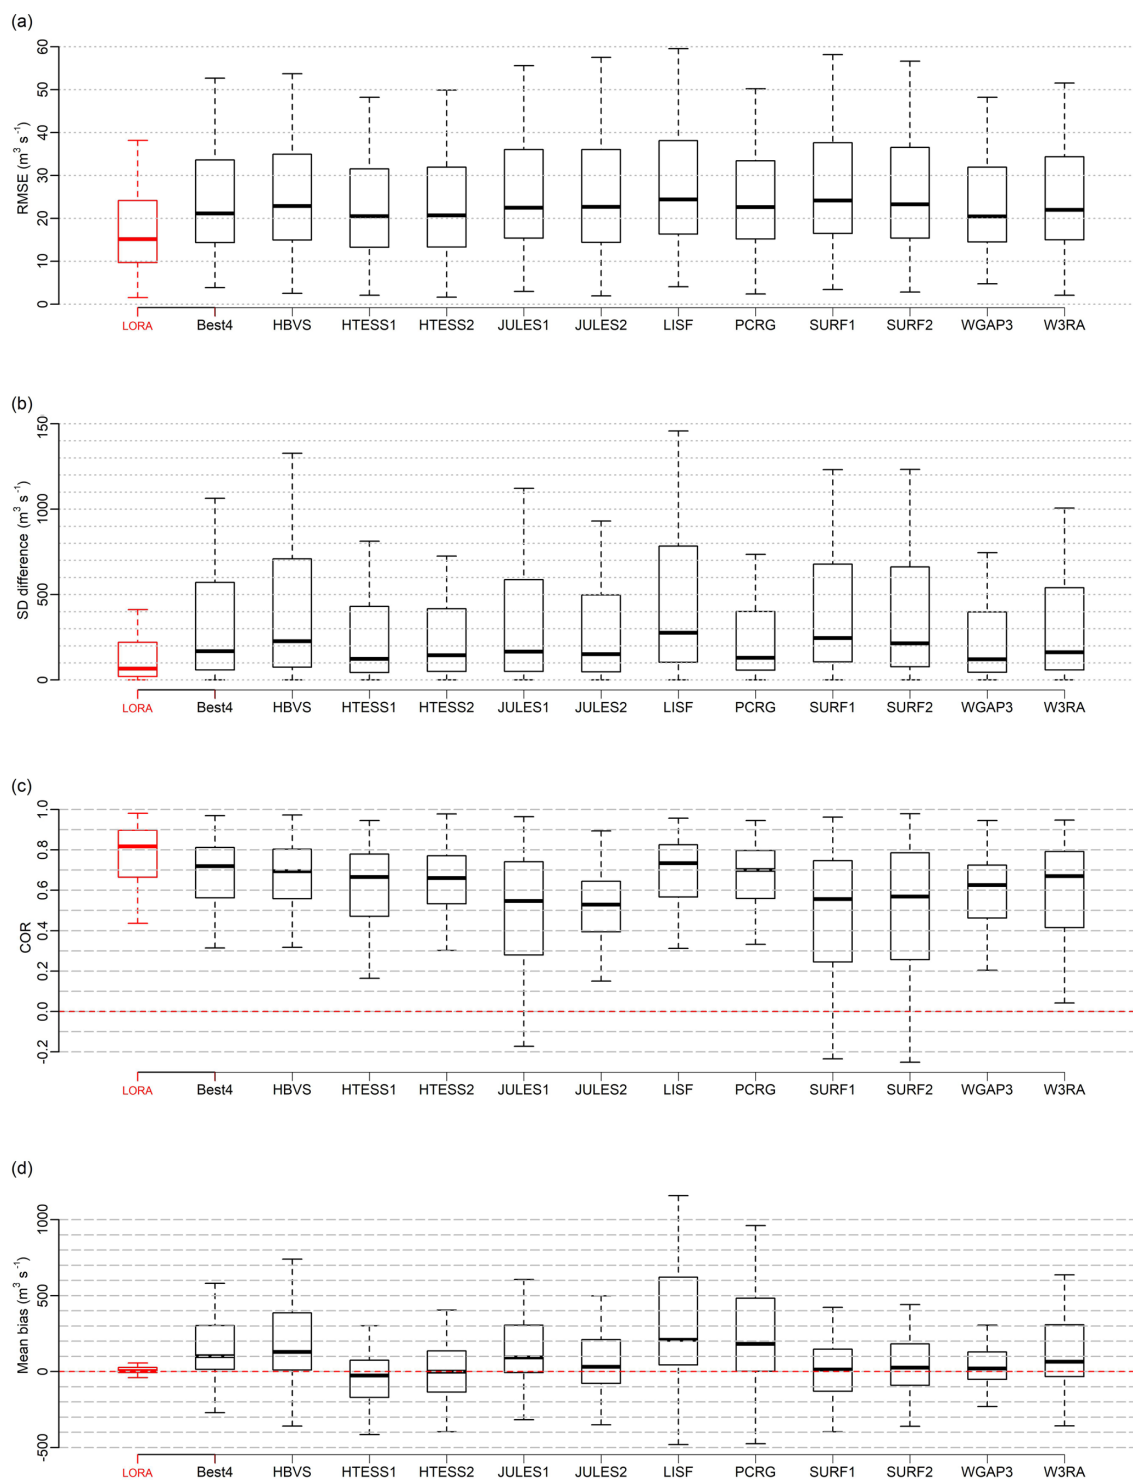 (a)
RMSE (m³ s⁻¹)
60
50
40
30
20
10
0
LORA Best4 HBVS HTESS1 HTESS2 JULES1 JULES2 LISF PCRG SURF1 SURF2 WGAP3 W3RA
(b)
SD difference (m³ s⁻¹)
150
1000
500
0
LORA Best4 HBVS HTESS1 HTESS2 JULES1 JULES2 LISF PCRG SURF1 SURF2 WGAP3 W3RA
(c)
COR
1.0
0.8
0.6
0.4
0.2
0.0
-0.2
LORA Best4 HBVS HTESS1 HTESS2 JULES1 JULES2 LISF PCRG SURF1 SURF2 WGAP3 W3RA
(d)
Mean bias (m³ s⁻¹)
1000
500
0
-500
LORA Best4 HBVS HTESS1 HTESS2 JULES1 JULES2 LISF PCRG SURF1 SURF2 WGAP3 W3RA